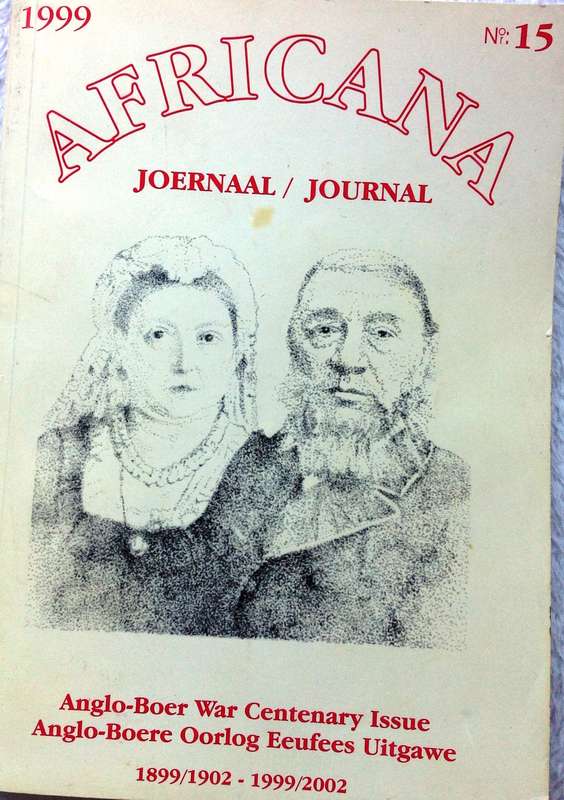 1999
Nr: 15
AFRICANA
JOERNAAL / JOURNAL
Anglo-Boer War Centenary Issue
Anglo-Boere Oorlog Eeufees Uitgawe
1899/1902 - 1999/2002